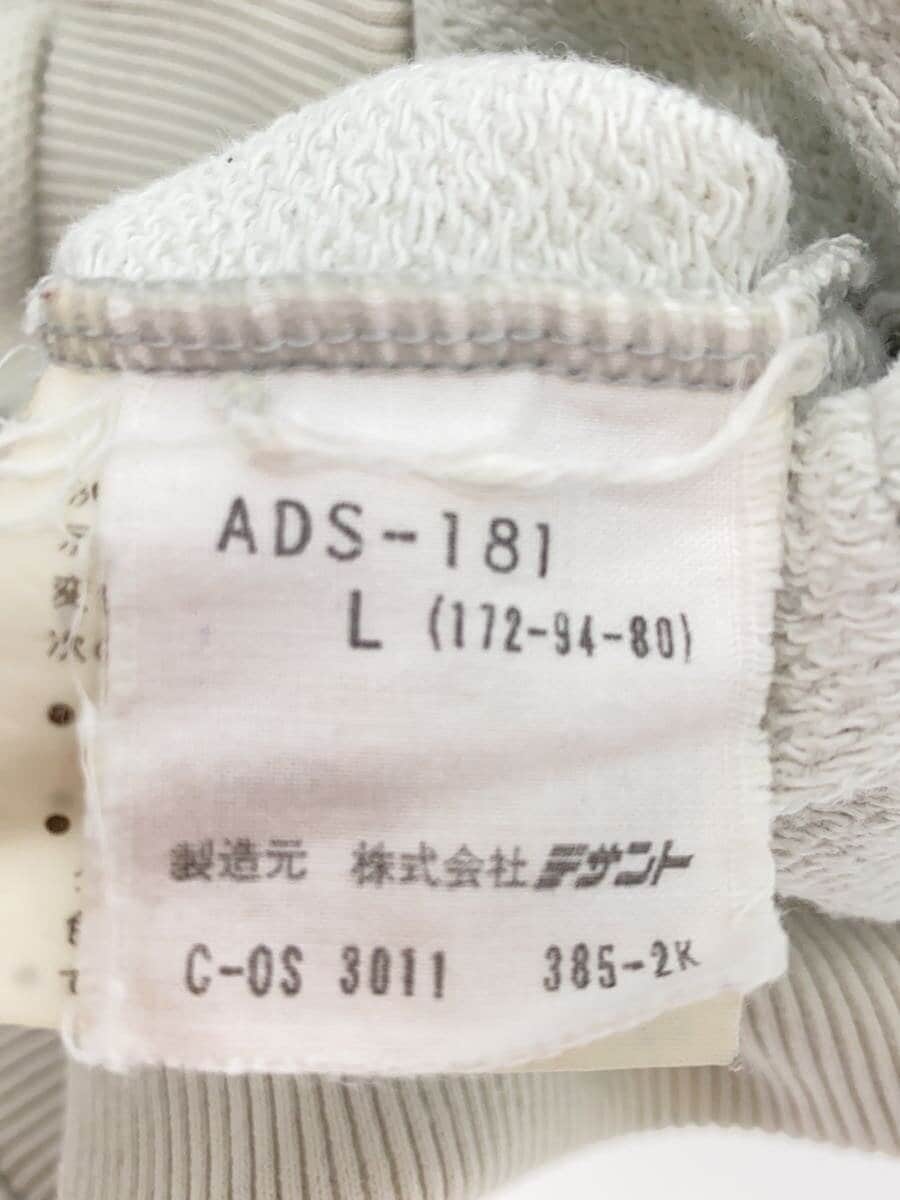 ADS-181
L (172-94-80)
製造元 株式会社デサント
C-OS 3011 385-2K
次